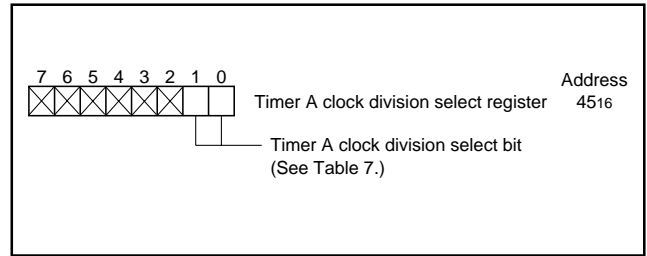 7 6 5 4 3 2 1 0
Address
Timer A clock division select register 4516
Timer A clock division select bit
(See Table 7.)